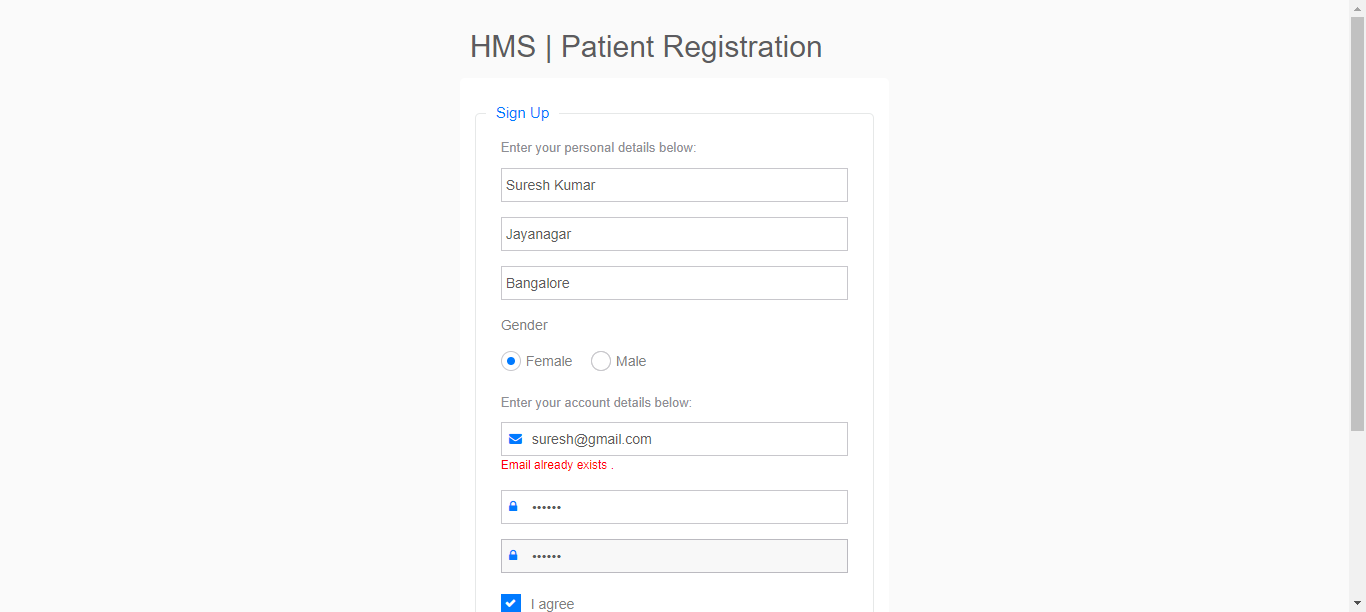 HMS | Patient Registration
Sign Up
Enter your personal details below:
Suresh Kumar
Jayanagar
Bangalore
Gender
Female Male
Enter your account details below:
suresh@gmail.com
Email already exists .
••••••
••••••
I agree